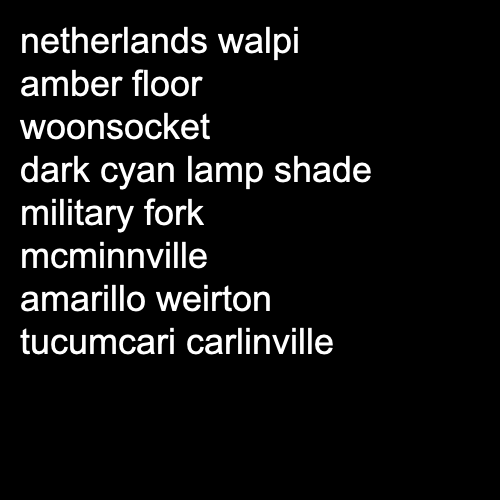 netherlands walpi
amber floor
woonsocket
dark cyan lamp shade
military fork
mcminnville
amarillo weirton
tucumcari carlinville